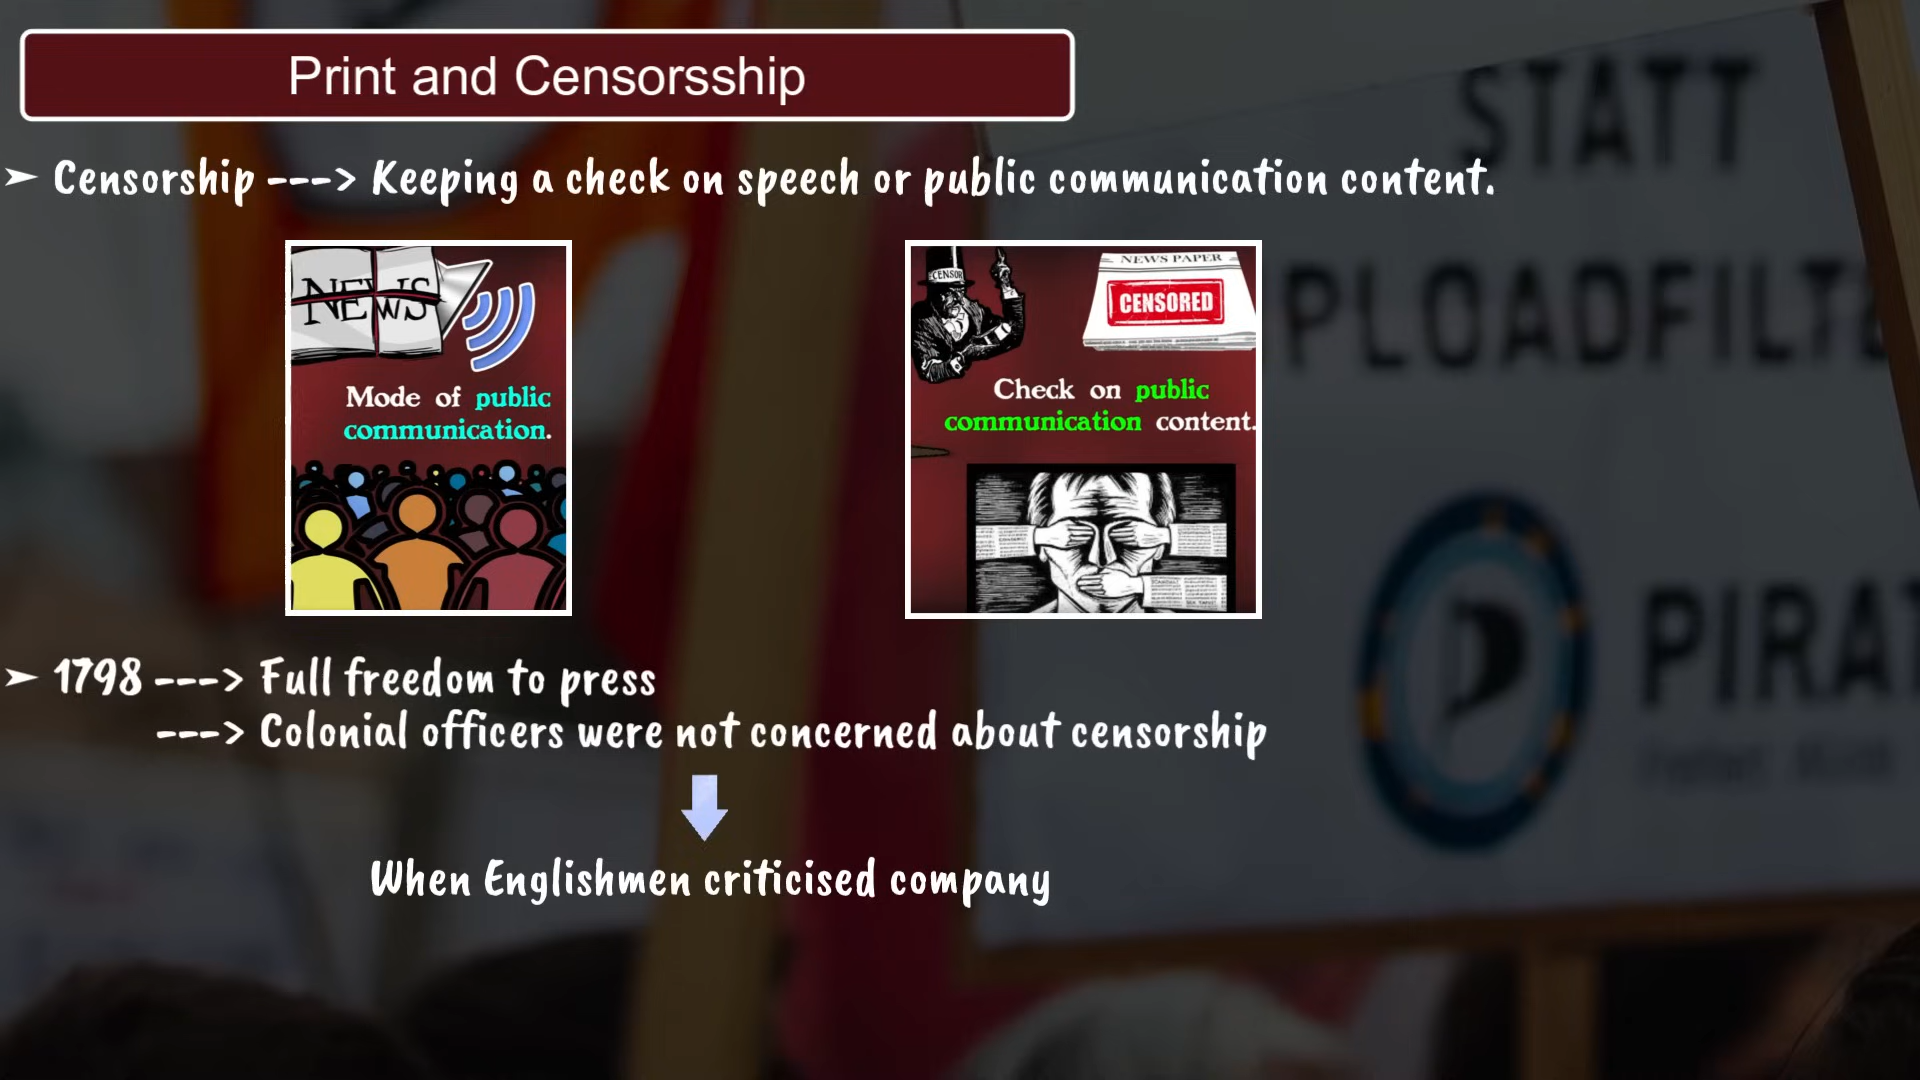 Print and Censorsship
➤ Censorship ---> Keeping a check on speech or public communication content.
NEWS
Mode of public
communication.
CENSOR
NEWS PAPER
CENSORED
Check on public
communication content.
➤ 1798 ---> Full freedom to press
---> Colonial officers were not concerned about censorship
When Englishmen criticised company
STATT
PLOADFILT
PIRAT